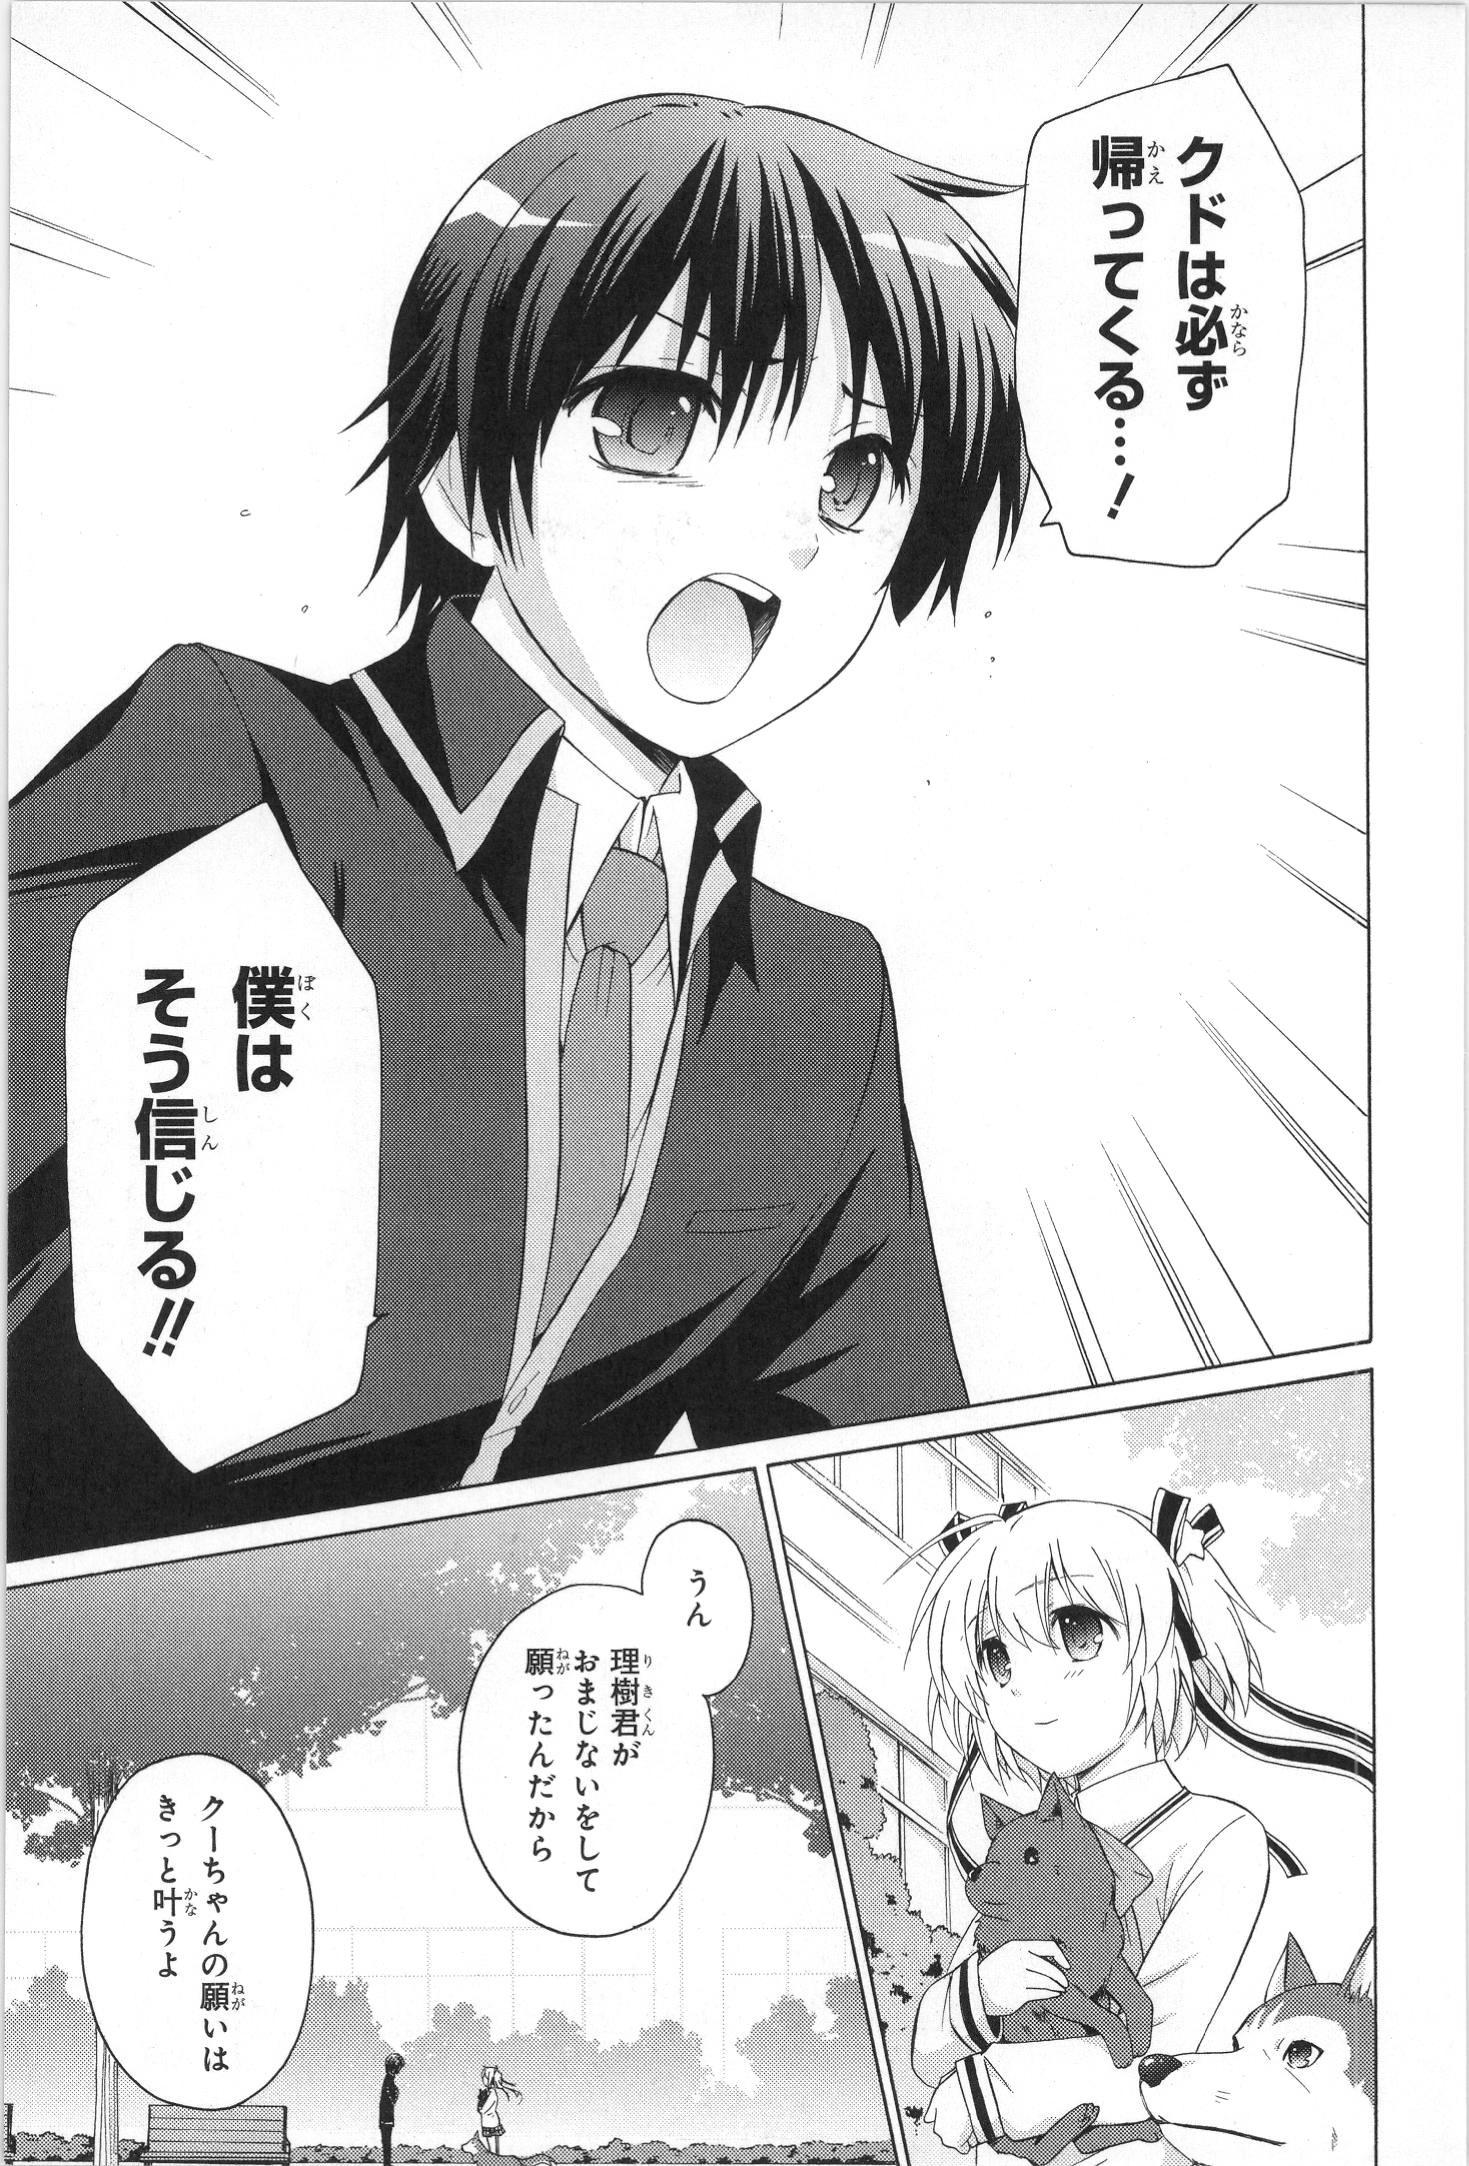 クドは必ず
帰ってくる…！
僕は
そう信じる!!
うん
理樹君が
おまじないをして
願ったんだから
クーちゃんの願いは
きっと叶うよ